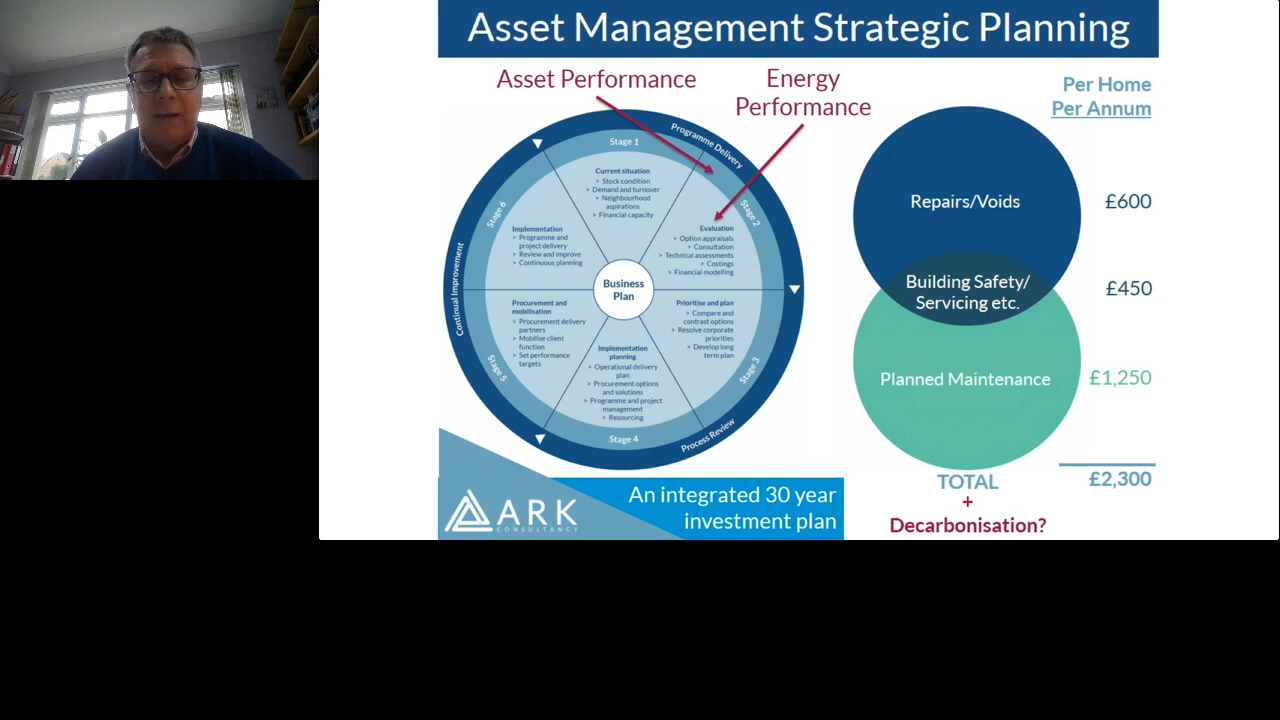 Asset Management Strategic Planning
Asset Performance
Energy
Performance
Programme Delivery
Process Review
Continual Improvement
Stage 1
Current situation
> Stock condition
> Demand and turnover
> Neighbourhood
aspirations
> Financial capacity
Stage 2
Evaluation
> Option appraisals
> Consultation
> Technical assessments
> Costings
> Financial modelling
Stage 3
Prioritise and plan
> Compare and
contrast options
> Resolve corporate
priorities
> Develop long
term plan
Stage 4
Implementation
planning
> Operational delivery
plan
> Procurement options
and solutions
> Programme and project
management
> Resourcing
Stage 5
Procurement and
mobilisation
> Procurement delivery
partners
> Mobilise client
function
> Set performance
targets
Stage 6
Implementation
> Programme and
project delivery
> Review and improve
> Continuous planning
Business
Plan
Per Home
Per Annum
Repairs/Voids
£600
Building Safety/
Servicing etc.
£450
Planned Maintenance
£1,250
TOTAL
£2,300
+
Decarbonisation?
ARK
CONSULTANCY
An integrated 30 year
investment plan